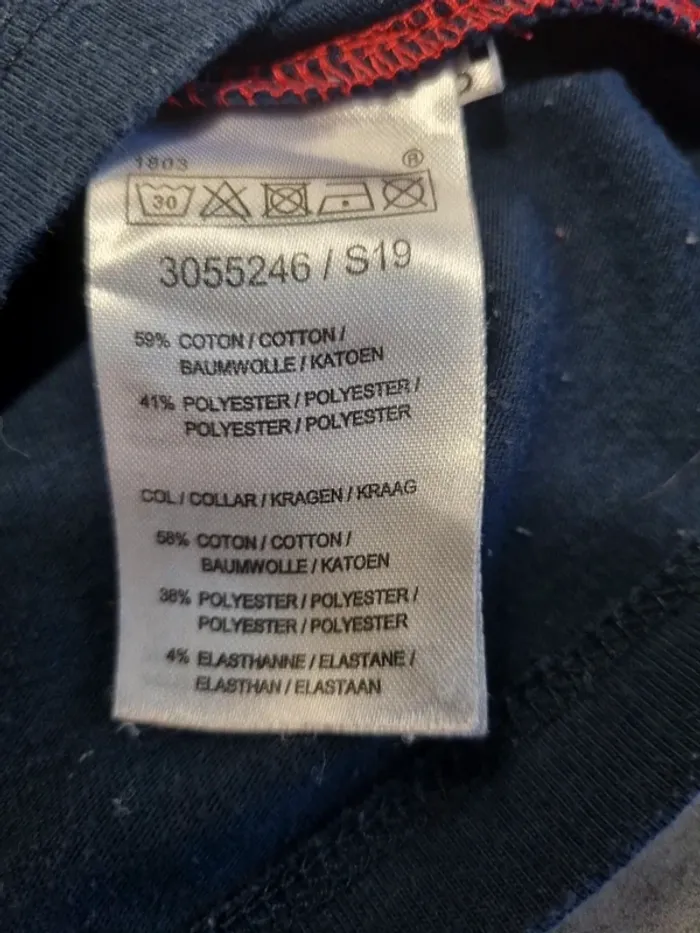 1803 ®
30
3055246 / S19
59% COTON / COTTON /
BAUMWOLLE / KATOEN
41% POLYESTER / POLYESTER /
POLYESTER / POLYESTER
COL / COLLAR / KRAGEN / KRAAG
58% COTON / COTTON /
BAUMWOLLE / KATOEN
38% POLYESTER / POLYESTER /
POLYESTER / POLYESTER
4% ELASTHANNE / ELASTANE /
ELASTHAN / ELASTAAN